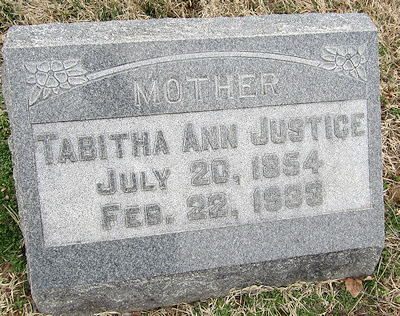 MOTHER
TABITHA ANN JUSTICE
JULY 20, 1854
FEB. 22,